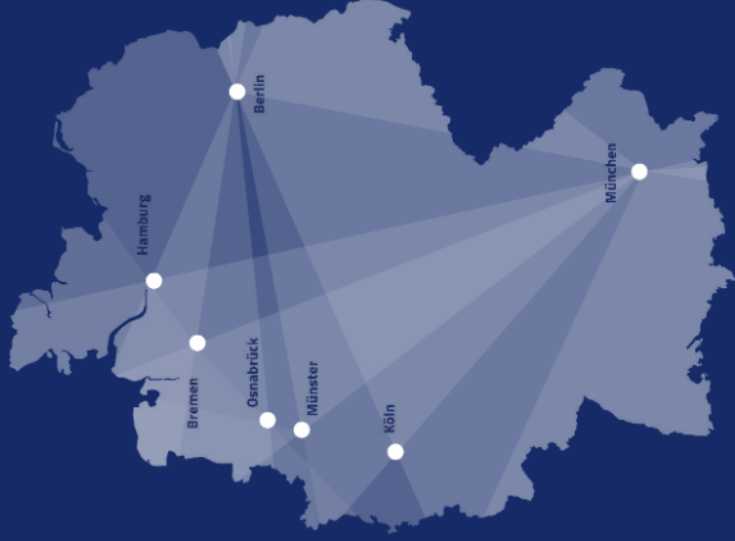 Hamburg
Berlin
Bremen
Osnabrück
Münster
Köln
München